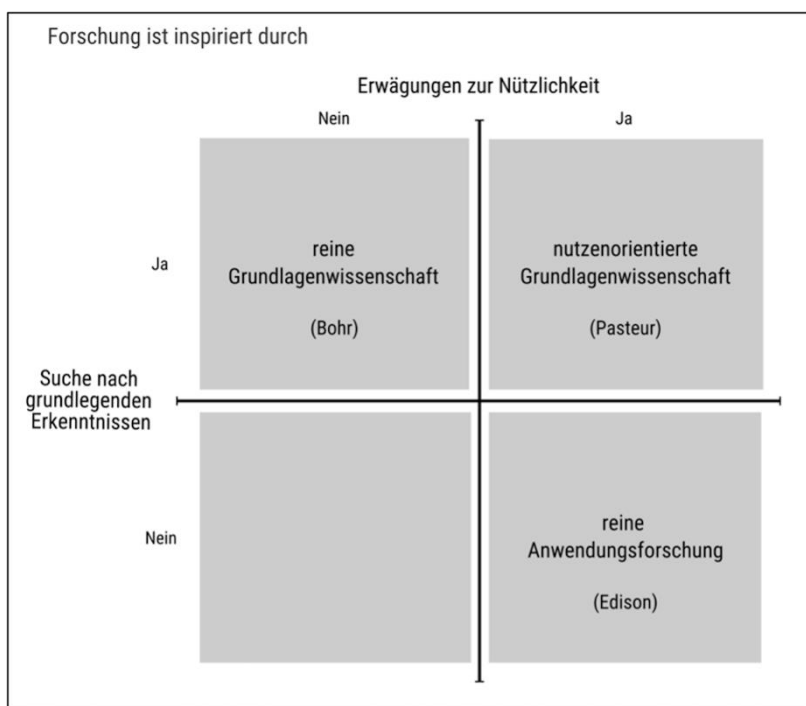 Forschung ist inspiriert durch
Erwägungen zur Nützlichkeit
Nein
Ja
Ja
reine
Grundlagenwissenschaft
(Bohr)
nutzenorientierte
Grundlagenwissenschaft
(Pasteur)
Suche nach
grundlegenden
Erkenntnissen
Nein
reine
Anwendungsforschung
(Edison)